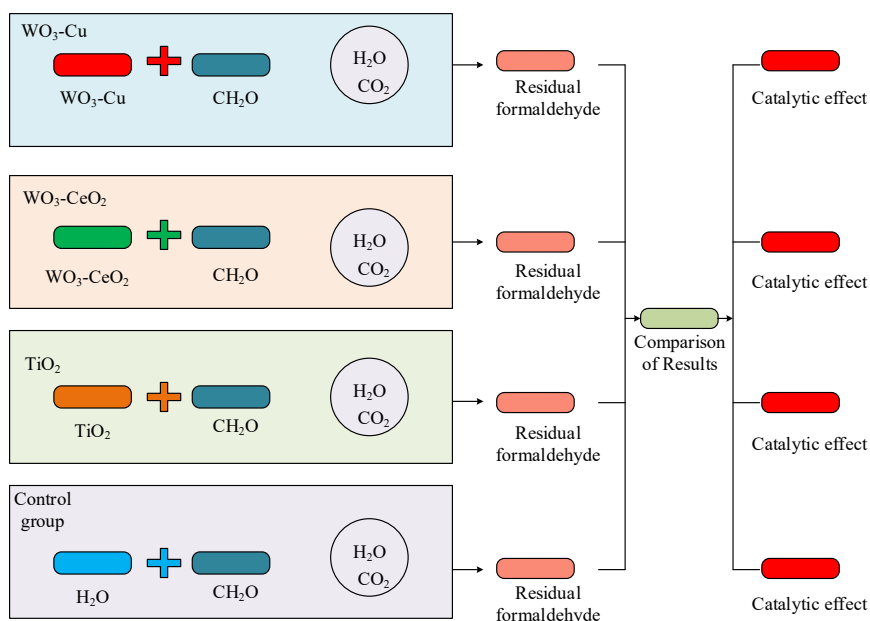 WO₃-Cu
WO₃-Cu
CH₂O
H₂O
CO₂
Residual
formaldehyde
Catalytic effect
WO₃-CeO₂
WO₃-CeO₂
CH₂O
H₂O
CO₂
Residual
formaldehyde
Catalytic effect
Comparison
of Results
TiO₂
TiO₂
CH₂O
H₂O
CO₂
Residual
formaldehyde
Catalytic effect
Control
group
H₂O
CH₂O
H₂O
CO₂
Residual
formaldehyde
Catalytic effect